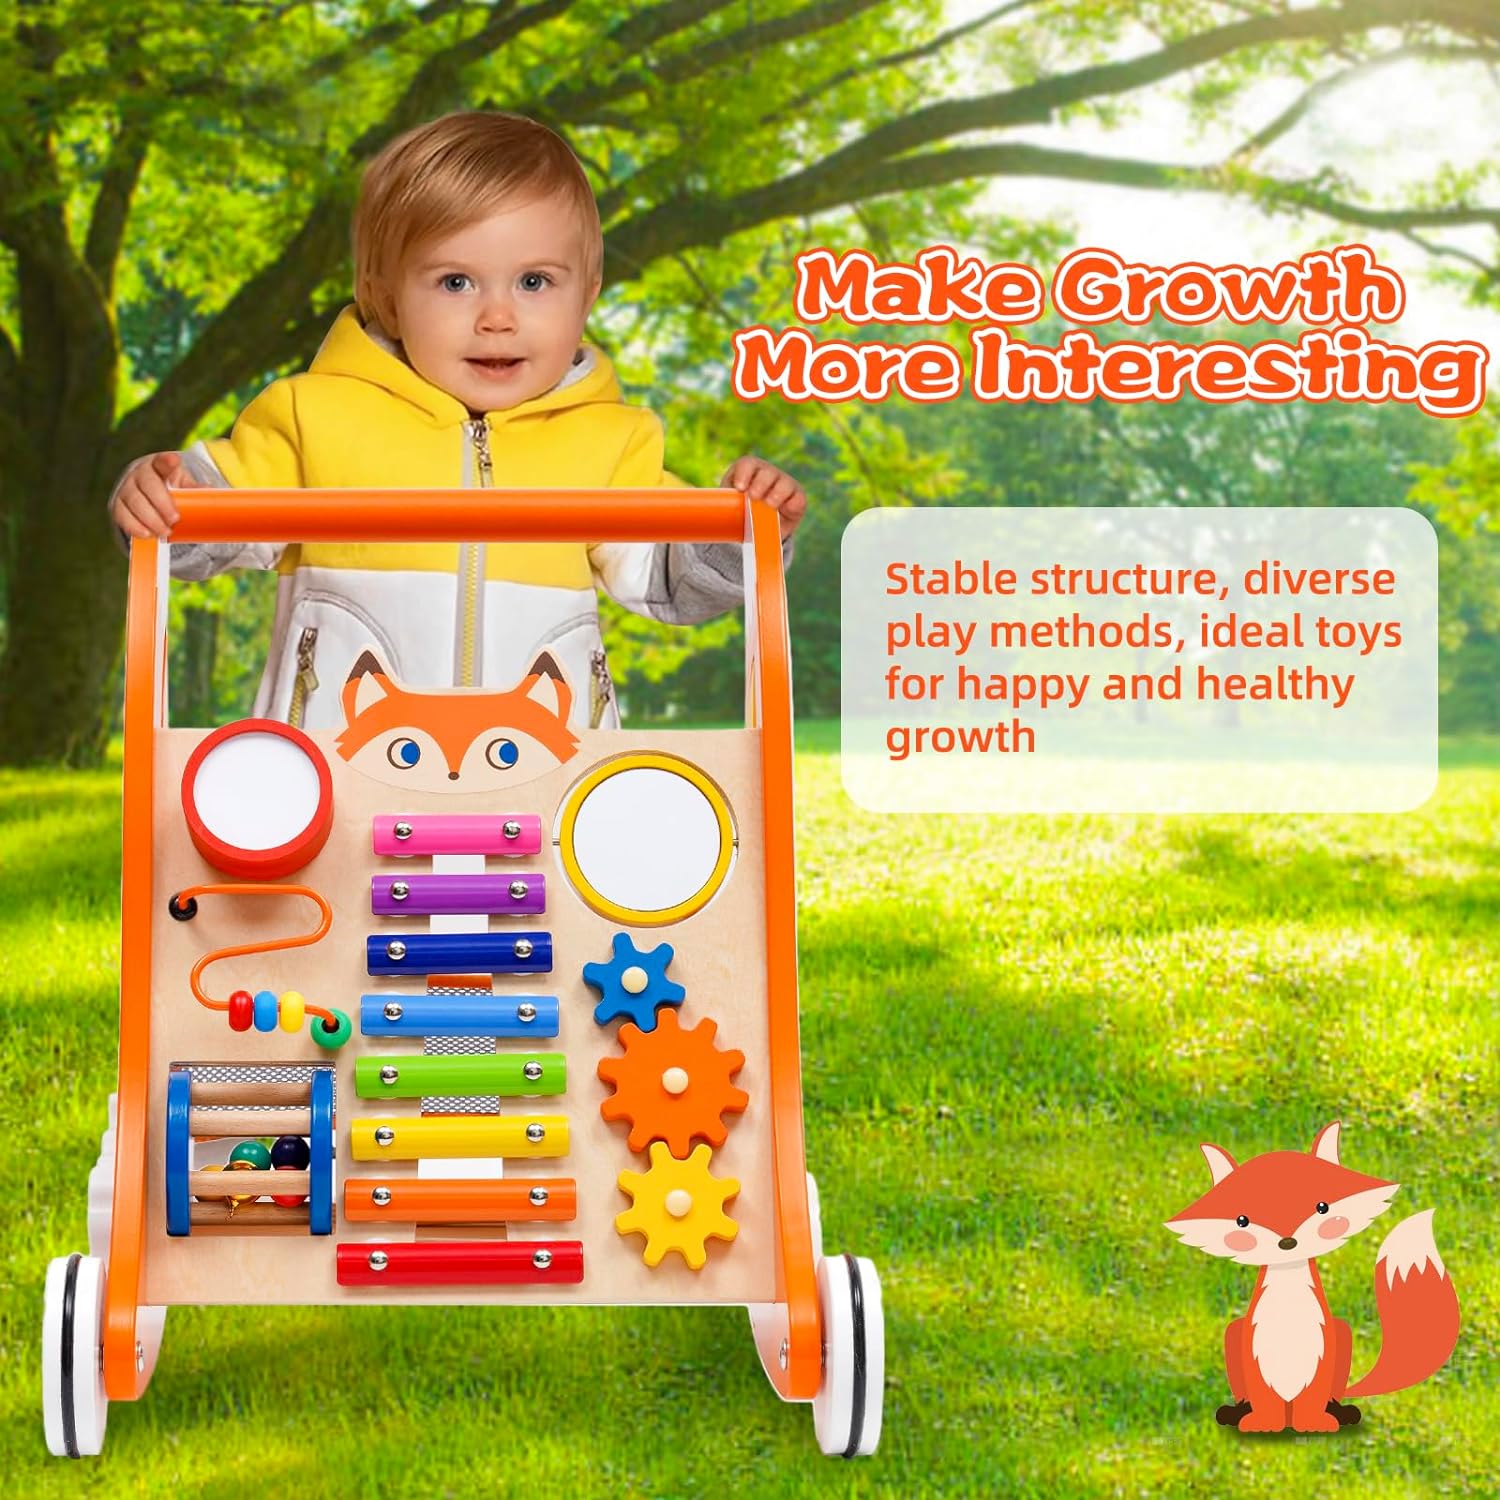 Make Growth
More Interesting
Stable structure, diverse
play methods, ideal toys
for happy and healthy
growth